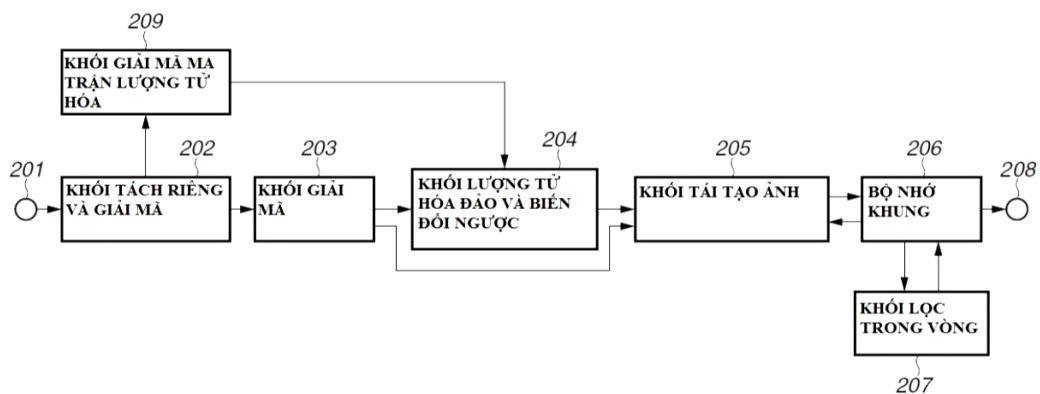 209
KHỐI GIẢI MÃ MA
TRẬN LƯỢNG TỬ
HÓA
201
202
KHỐI TÁCH RIÊNG
VÀ GIẢI MÃ
203
KHỐI GIẢI
MÃ
204
KHỐI LƯỢNG TỬ
HÓA ĐẢO VÀ BIẾN
ĐỔI NGƯỢC
205
KHỐI TÁI TẠO ẢNH
206
BỘ NHỚ
KHUNG
208
KHỐI LỌC
TRONG VÒNG
207